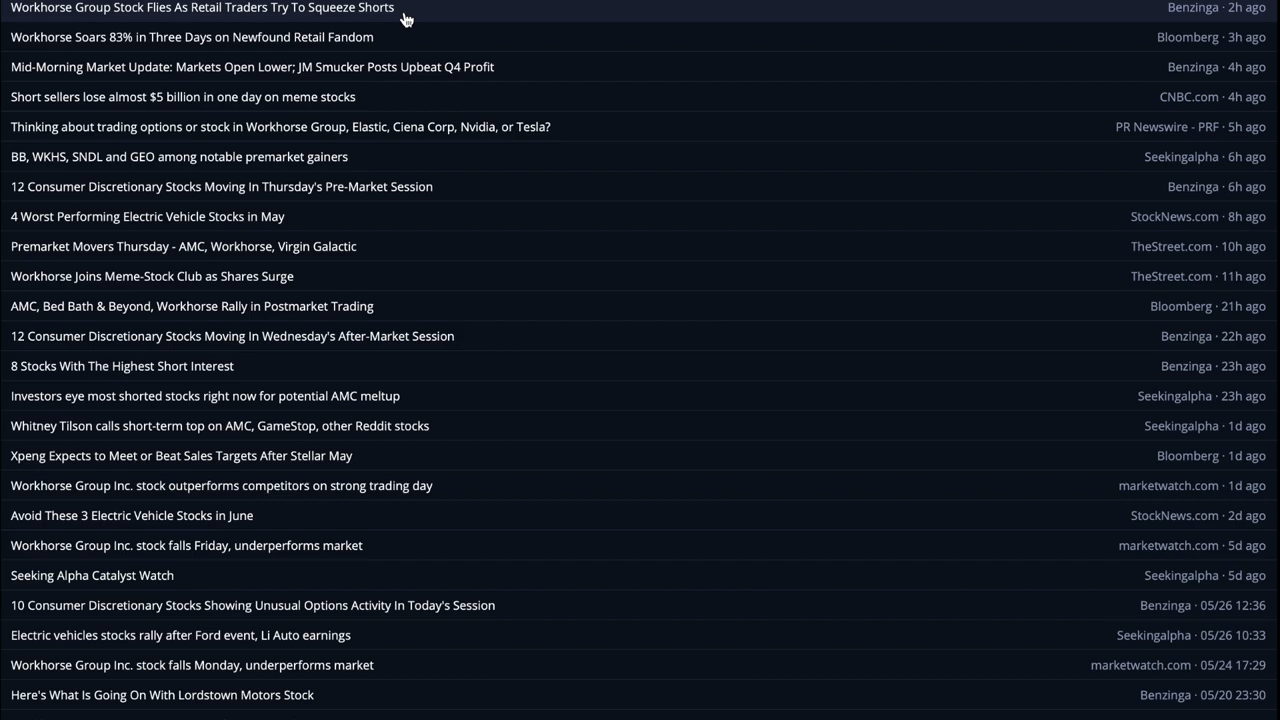 Workhorse Group Stock Flies As Retail Traders Try To Squeeze Shorts Benzinga · 2h ago
Workhorse Soars 83% in Three Days on Newfound Retail Fandom Bloomberg · 3h ago
Mid-Morning Market Update: Markets Open Lower; JM Smucker Posts Upbeat Q4 Profit Benzinga · 4h ago
Short sellers lose almost $5 billion in one day on meme stocks CNBC.com · 4h ago
Thinking about trading options or stock in Workhorse Group, Elastic, Ciena Corp, Nvidia, or Tesla? PR Newswire - PRF · 5h ago
BB, WKHS, SNDL and GEO among notable premarket gainers Seekingalpha · 6h ago
12 Consumer Discretionary Stocks Moving In Thursday's Pre-Market Session Benzinga · 6h ago
4 Worst Performing Electric Vehicle Stocks in May StockNews.com · 8h ago
Premarket Movers Thursday - AMC, Workhorse, Virgin Galactic TheStreet.com · 10h ago
Workhorse Joins Meme-Stock Club as Shares Surge TheStreet.com · 11h ago
AMC, Bed Bath & Beyond, Workhorse Rally in Postmarket Trading Bloomberg · 21h ago
12 Consumer Discretionary Stocks Moving In Wednesday's After-Market Session Benzinga · 22h ago
8 Stocks With The Highest Short Interest Benzinga · 23h ago
Investors eye most shorted stocks right now for potential AMC meltup Seekingalpha · 23h ago
Whitney Tilson calls short-term top on AMC, GameStop, other Reddit stocks Seekingalpha · 1d ago
Xpeng Expects to Meet or Beat Sales Targets After Stellar May Bloomberg · 1d ago
Workhorse Group Inc. stock outperforms competitors on strong trading day marketwatch.com · 1d ago
Avoid These 3 Electric Vehicle Stocks in June StockNews.com · 2d ago
Workhorse Group Inc. stock falls Friday, underperforms market marketwatch.com · 5d ago
Seeking Alpha Catalyst Watch Seekingalpha · 5d ago
10 Consumer Discretionary Stocks Showing Unusual Options Activity In Today's Session Benzinga · 05/26 12:36
Electric vehicles stocks rally after Ford event, Li Auto earnings Seekingalpha · 05/26 10:33
Workhorse Group Inc. stock falls Monday, underperforms market marketwatch.com · 05/24 17:29
Here's What Is Going On With Lordstown Motors Stock Benzinga · 05/20 23:30